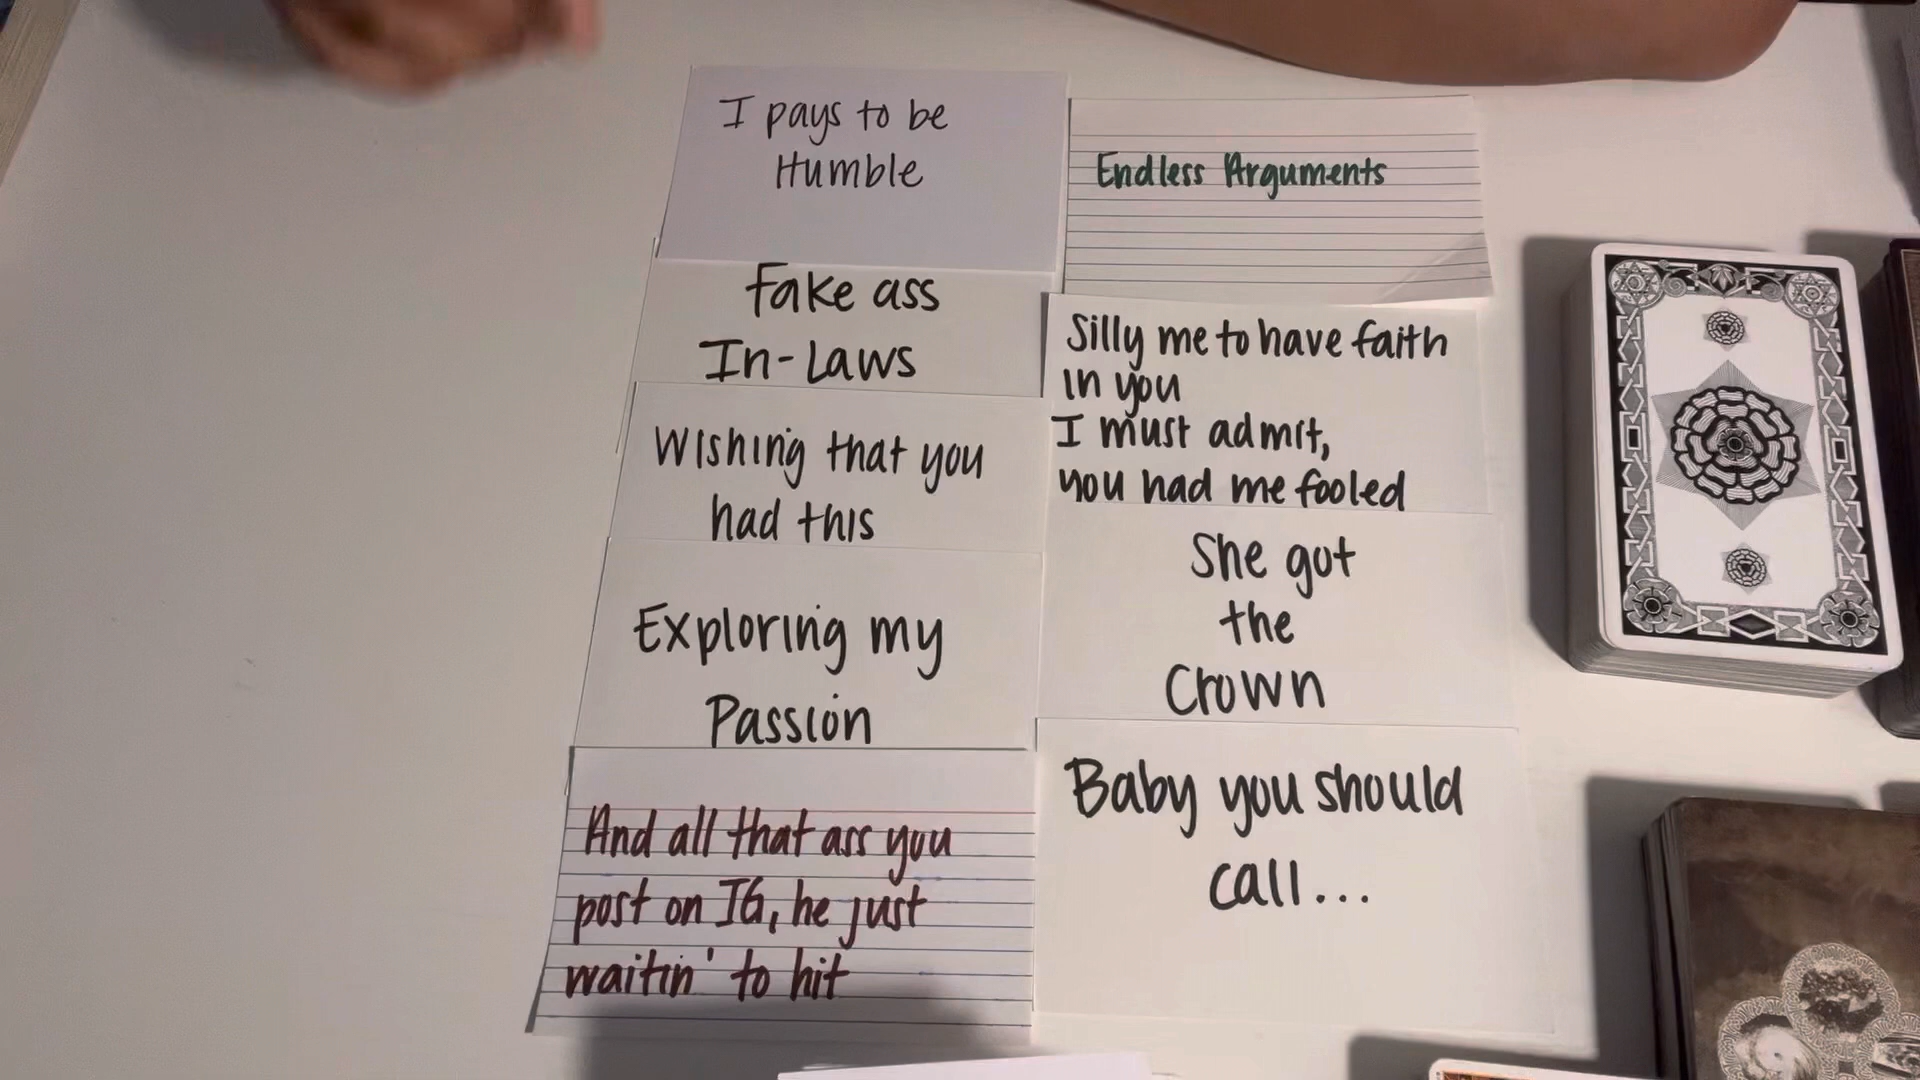 I pays to be
Humble
Fake ass
In-Laws
Wishing that you
had this
Exploring my
Passion
And all that ass you
post on IG, he just
waitin' to hit
Endless Arguments
Silly me to have faith
in you
I must admit,
you had me fooled
She got
the
Crown
Baby you should
call...